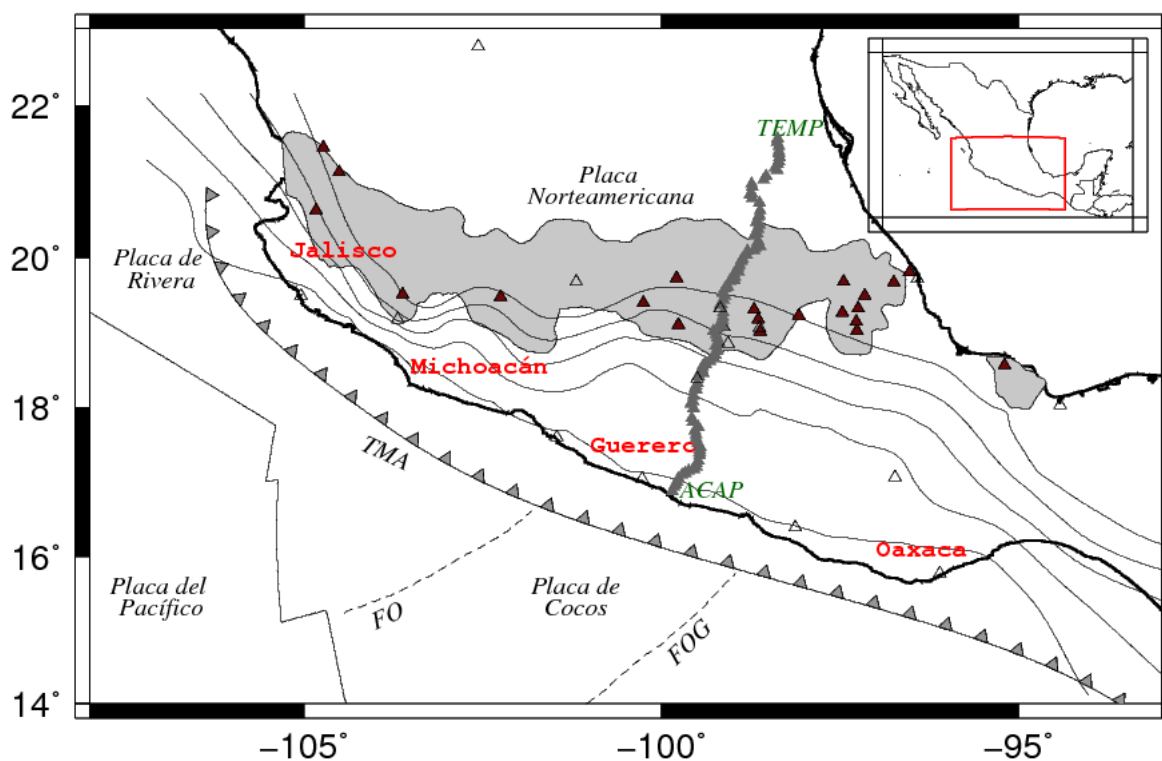 22°
20°
18°
16°
14°
−105°
−100°
−95°
TEMP
Placa
Norteamericana
Jalisco
Placa de
Rivera
Michoacán
Guerero
TMA
ACAP
Oaxaca
Placa del
Pacífico
FO
Placa de
Cocos
FOG